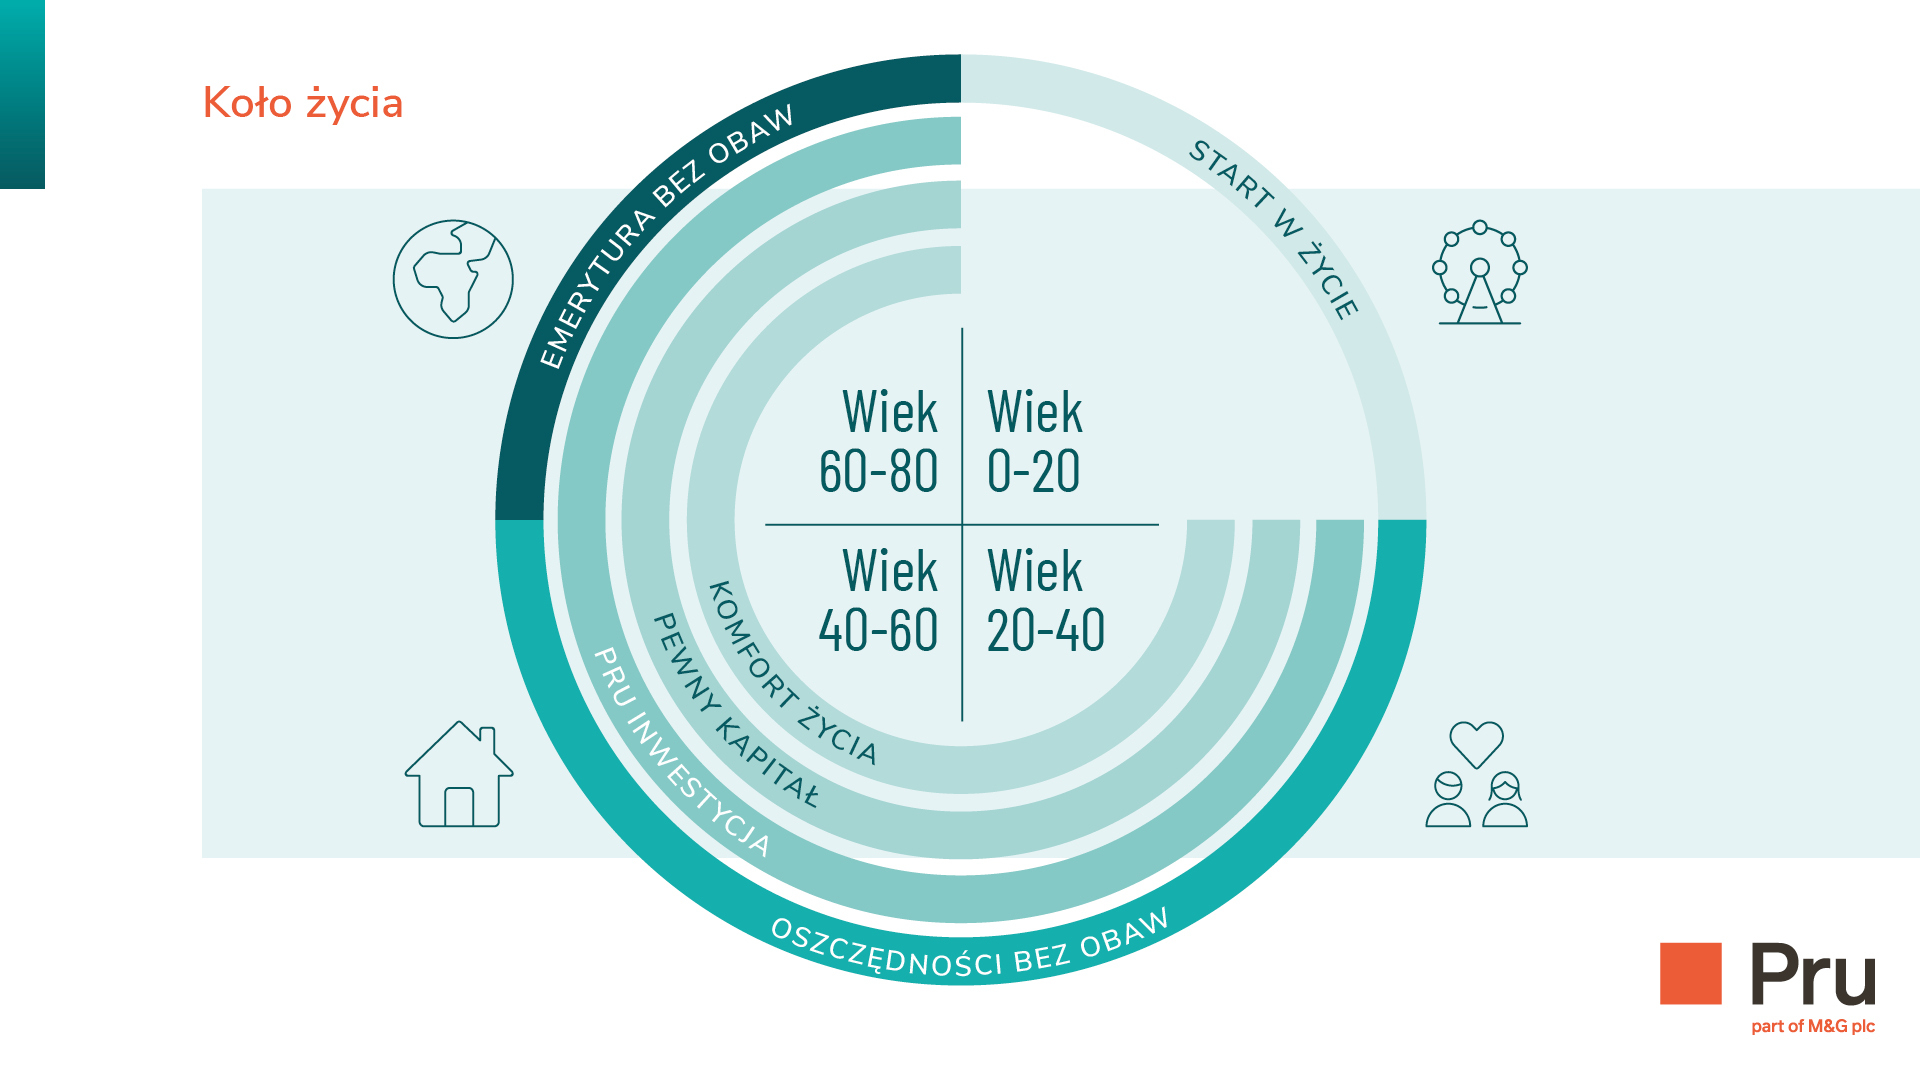 Koło życia
EMERYTURA BEZ OBAW
START W ŻYCIE
Wiek
60-80
Wiek
0-20
Wiek
40-60
Wiek
20-40
KOMFORT ŻYCIA
PEWNY KAPITAŁ
PRU INWESTYCJA
OSZCZĘDNOŚCI BEZ OBAW
Pru
part of M&G plc